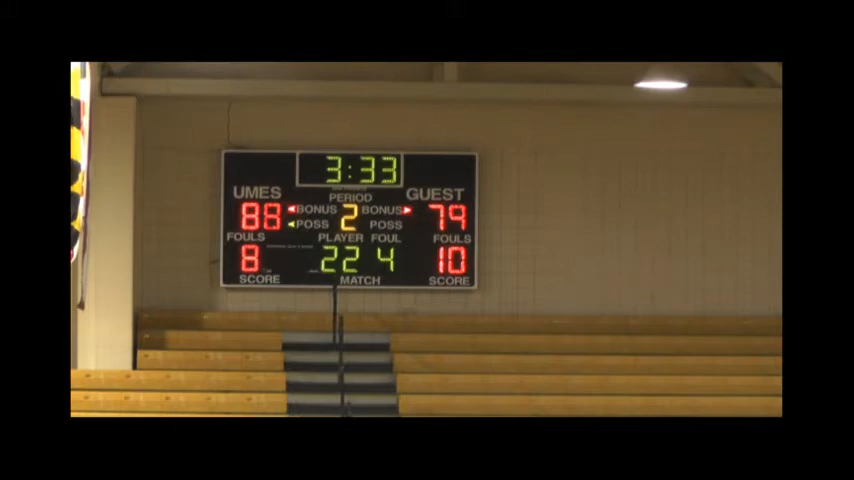 3:33
UMES PERIOD GUEST
88 BONUS 2 BONUS 79
POSS POSS
FOULS PLAYER FOUL FOULS
8 22 4 10
SCORE MATCH SCORE